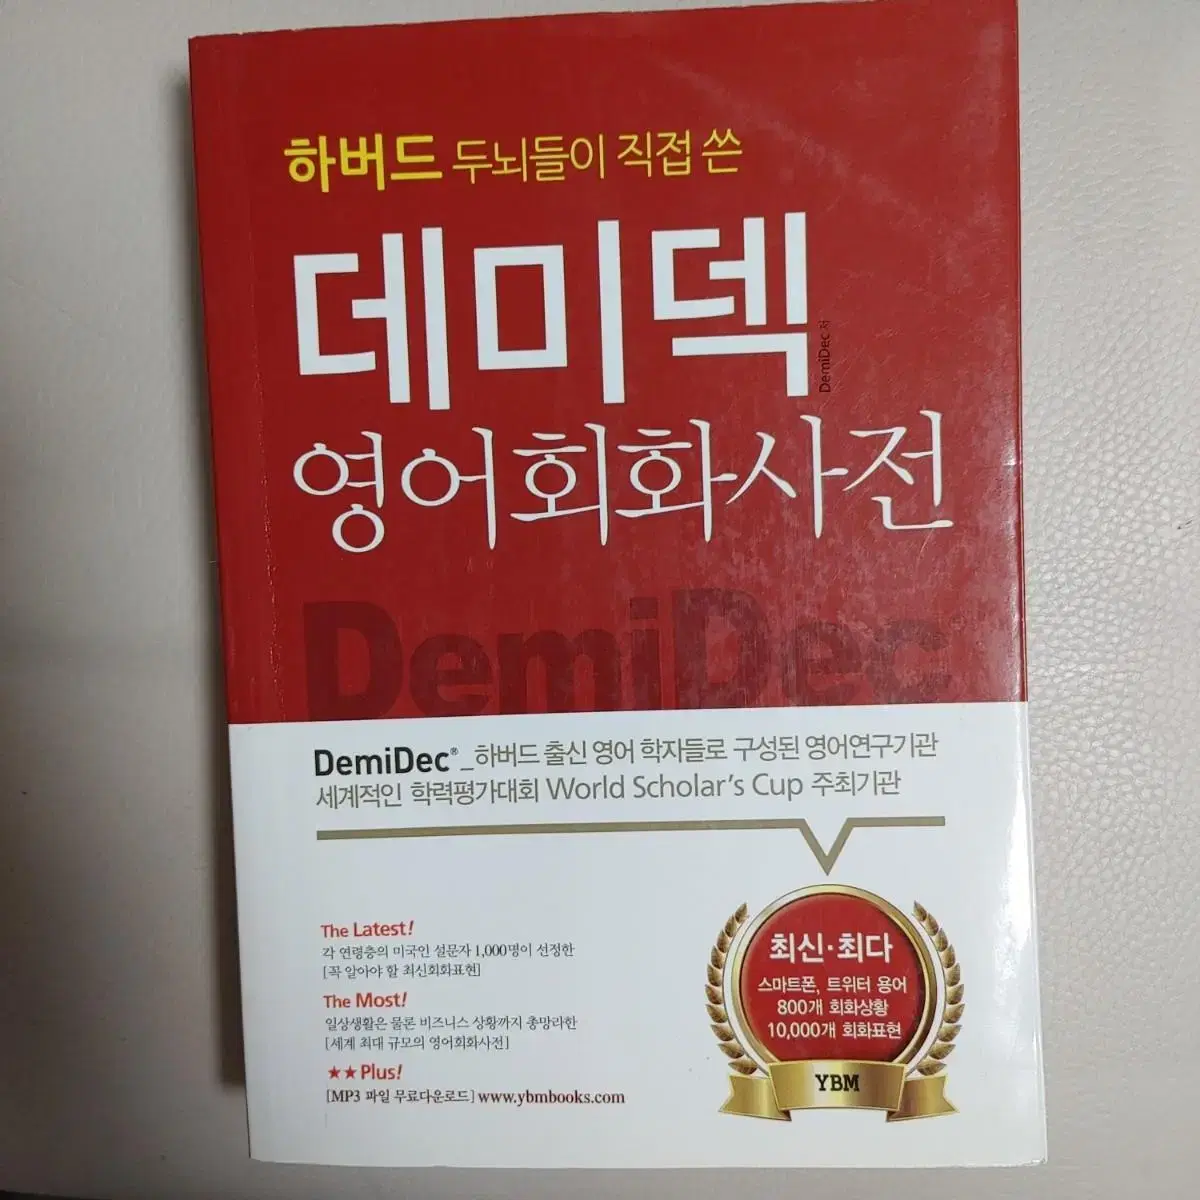 하버드 두뇌들이 직접 쓴
데미덱
DemiDec 저
영어회화사전
DemiDec
DemiDec®_하버드 출신 영어 학자들로 구성된 영어연구기관
세계적인 학력평가대회 World Scholar's Cup 주최기관
The Latest!
각 연령층의 미국인 설문자 1,000명이 선정한
[꼭 알아야 할 최신회화표현]
The Most!
일상생활은 물론 비즈니스 상황까지 총망라한
[세계 최대 규모의 영어회화사전]
★★Plus!
[MP3 파일 무료다운로드] www.ybmbooks.com
최신·최다
스마트폰, 트위터 용어
800개 회화상황
10,000개 회화표현
YBM